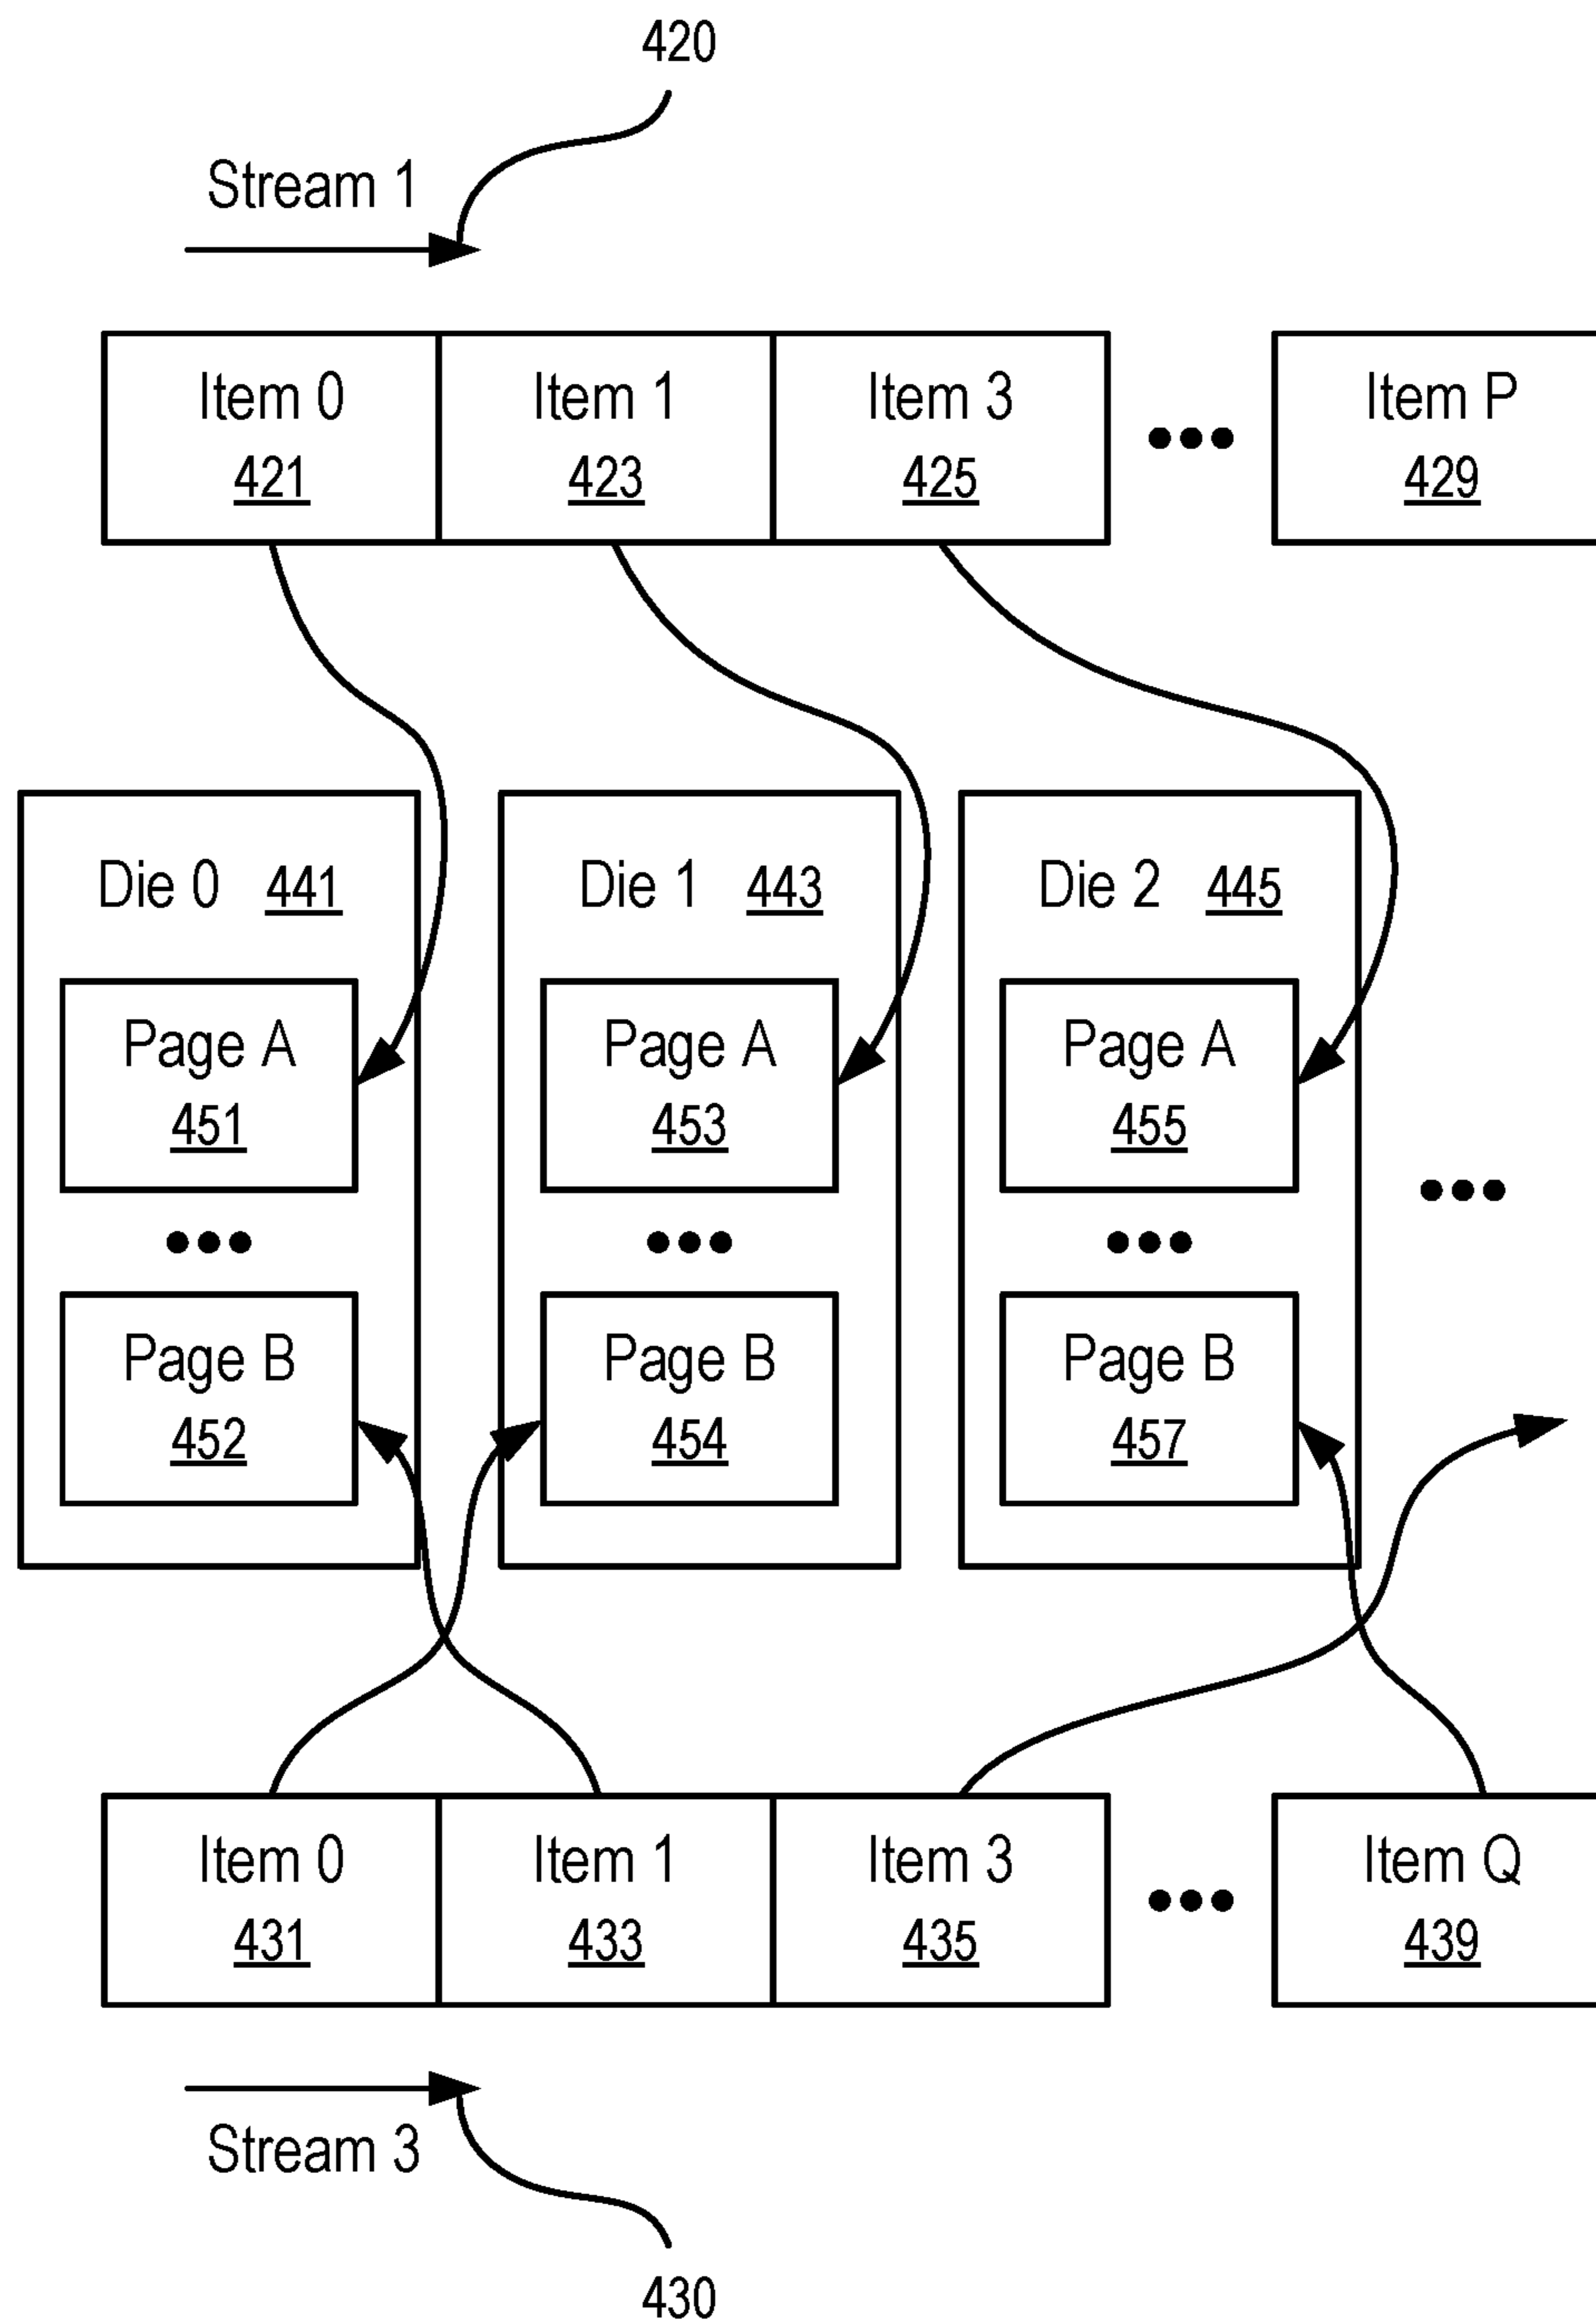 420
Stream 1
Item 0 Item 1 Item 3 ••• Item P
421 423 425 429
Die 0 441 Die 1 443 Die 2 445
Page A Page A Page A
451 453 455
•••
••• ••• •••
Page B Page B Page B
452 454 457
Item 0 Item 1 Item 3 ••• Item Q
431 433 435 439
Stream 3
430